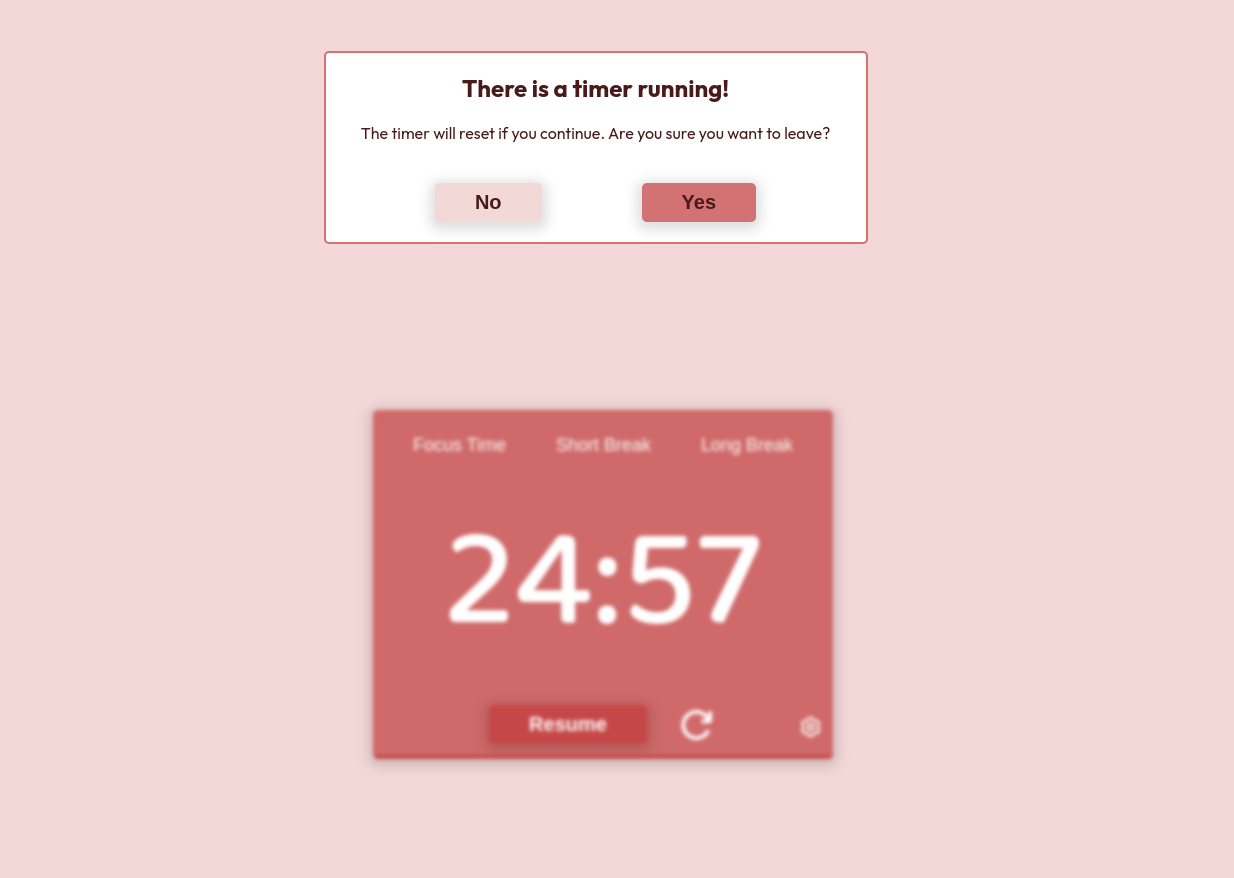 There is a timer running!
The timer will reset if you continue. Are you sure you want to leave?
No Yes
Focus Time Short Break Long Break
24:57
Resume